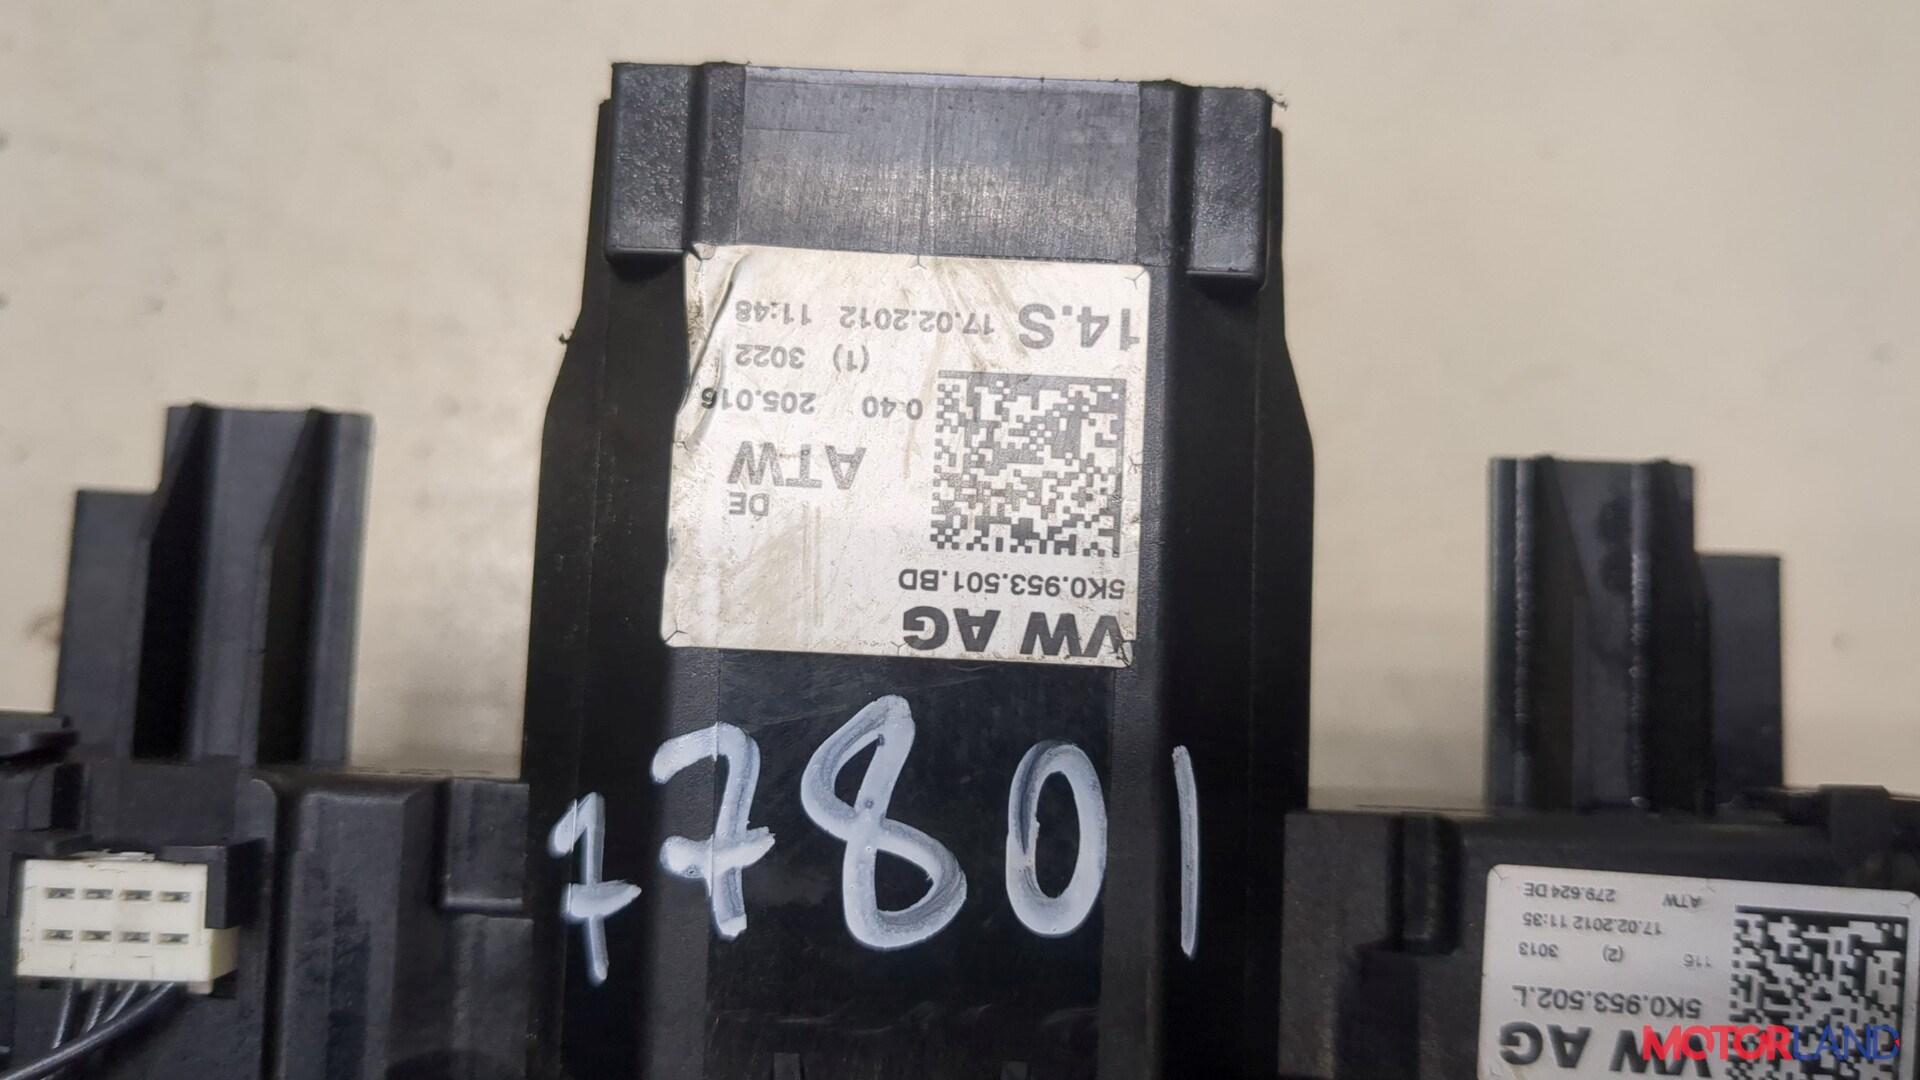 VW AG
5K0.953.501.BD
DE
ATW
0-40 205.016
(1) 3022
14.S 17.02.2012 11:48
77801
VW AG
5K0.953.502.L
116 (2) 3013
17.02.2012 11:35
ATW 279.624 DE
MOTORLAND